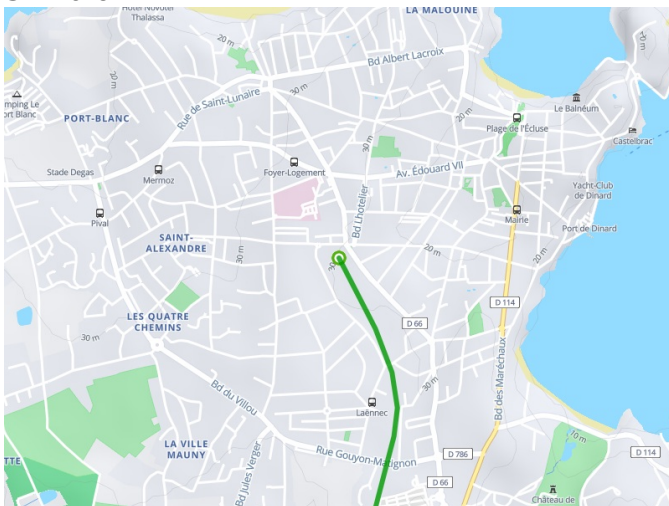 Hôtel Novotel
Thalassa
LA MALOUINE
20 m
Bd Albert Lacroix
70 m
20 m
30 m
Rue de Saint-Lunaire
Le Balnéum
Port Blanc
PORT-BLANC
20 m
Plage de l'Écluse
Castelbrac
30 m
Stade Degas
Mermoz
Foyer-Logement
Av. Édouard VII
Yacht-Club
de Dinard
Pival
Bd Lhotelier
Mairie
Port de Dinard
SAINT-
ALEXANDRE
30 m
20 m
20 m
D 114
LES QUATRE
CHEMINS
D 66
30 m
Bd des Maréchaux
30 m
Bd du Villou
Laënnec
10 m
LA VILLE
MAUNY
Rue Gouyon-Matignon
D 786
D 114
Bd Jules Verger
D 66
Château de